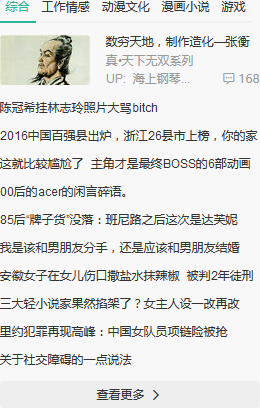 综合 工作情感 动漫文化 漫画小说 游戏
数穷天地，制作造化—张衡
真•天下无双系列
UP: 海上钢琴... 168
陈冠希挂林志玲照片大骂bitch
2016中国百强县出炉，浙江26县市上榜，你的家
这就比较尴尬了 主角才是最终BOSS的6部动画
00后的acer的闲言碎语。
85后“牌子货”没落：班尼路之后这次是达芙妮
我是该和男朋友分手，还是应该和男朋友结婚
安徽女子在女儿伤口撒盐水抹辣椒 被判2年徒刑
三大轻小说家果然掐架了？女主人设一改再改
里约犯罪再现高峰：中国女队员项链险被抢
关于社交障碍的一点说法
查看更多 >